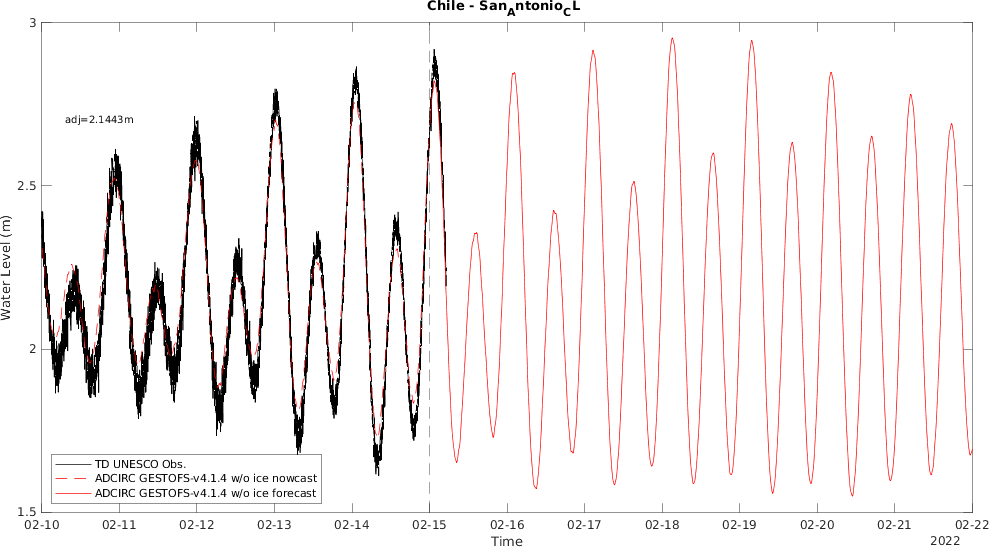 Chile - San_Antonio_CL
3
adj=2.1443m
2.5
Water Level (m)
2
TD UNESCO Obs.
ADCIRC GESTOFS-v4.1.4 w/o ice nowcast
ADCIRC GESTOFS-v4.1.4 w/o ice forecast
1.5
02-10 02-11 02-12 02-13 02-14 02-15 02-16 02-17 02-18 02-19 02-20 02-21 02-22
Time
2022